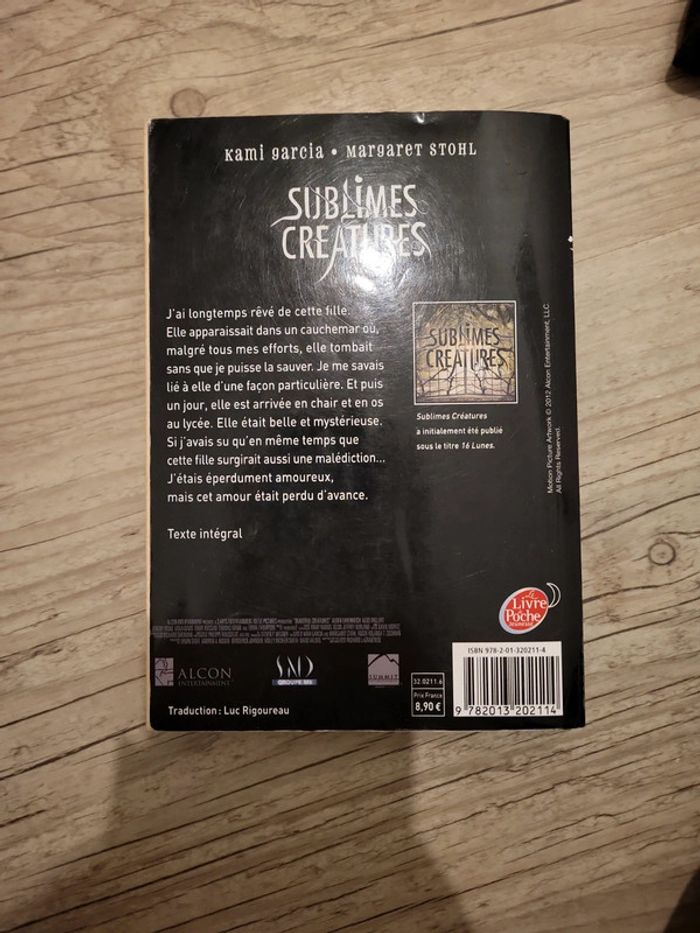 Kami Garcia • Margaret STOHL
SUBLIMES
CRÉATURES
J'ai longtemps rêvé de cette fille.
Elle apparaissait dans un cauchemar où,
malgré tous mes efforts, elle tombait
sans que je puisse la sauver. Je me savais
lié à elle d'une façon particulière. Et puis
un jour, elle est arrivée en chair et en os
au lycée. Elle était belle et mystérieuse.
Si j'avais su qu'en même temps que
cette fille surgirait aussi une malédiction...
J'étais éperdument amoureux,
mais cet amour était perdu d'avance.
Texte intégral
SUBLIMES
CRÉATURES
Sublimes Créatures
a initialement été publié
sous le titre 16 Lunes.
Motion Picture Artwork © 2012 Alcon Entertainment, LLC.
All Rights Reserved.
Le
Livre
de Poche
jeunesse
ALCON
ENTERTAINMENT
SND
GROUPE M6
SUMMIT
Traduction : Luc Rigoureau
32.0211.6
Prix France
8,90 €
ISBN 978-2-01-320211-4
9 782013 202114